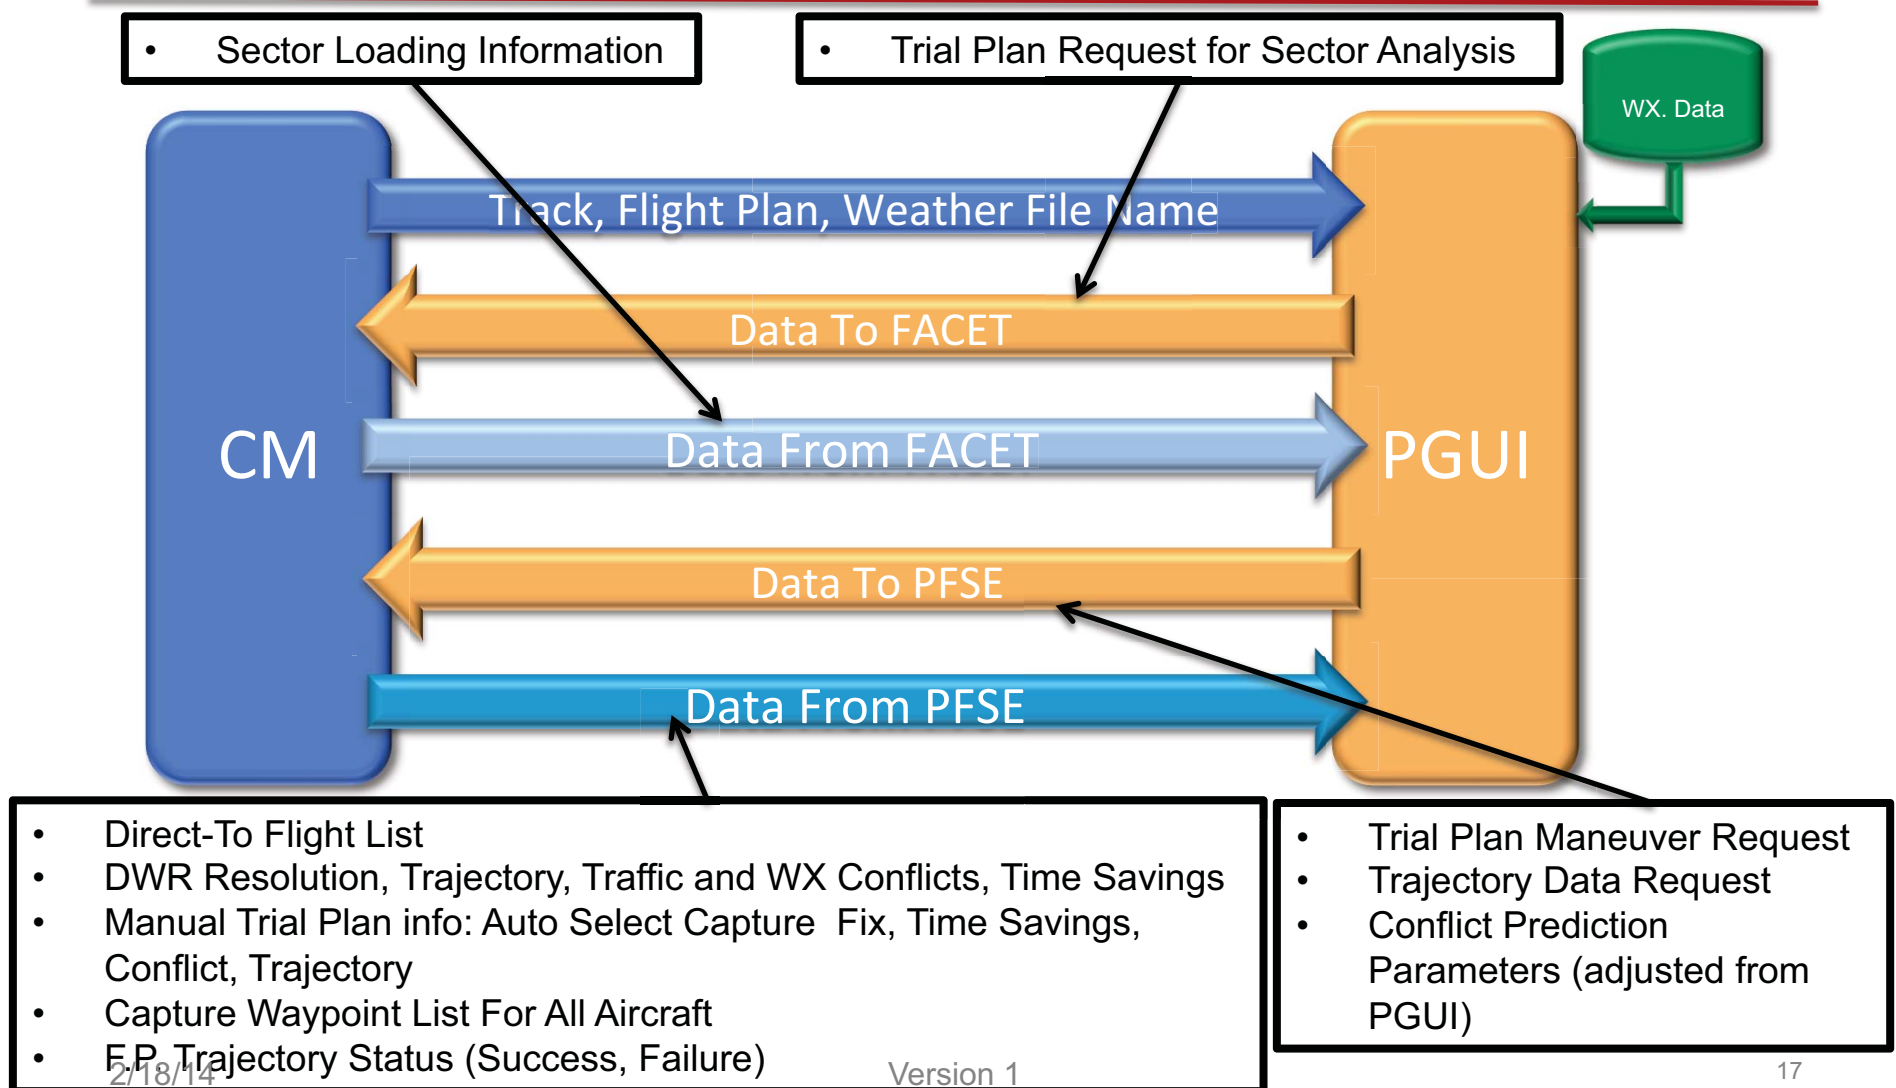 • Sector Loading Information
• Trial Plan Request for Sector Analysis
WX. Data
Track, Flight Plan, Weather File Name
Data To FACET
CM
Data From FACET
PGUI
Data To PFSE
Data From PFSE
• Direct-To Flight List
• DWR Resolution, Trajectory, Traffic and WX Conflicts, Time Savings
• Manual Trial Plan info: Auto Select Capture  Fix, Time Savings,
Conflict, Trajectory
• Capture Waypoint List For All Aircraft
• F.P. Trajectory Status (Success, Failure)
• Trial Plan Maneuver Request
• Trajectory Data Request
• Conflict Prediction
Parameters (adjusted from
PGUI)
2/18/14
Version 1
17